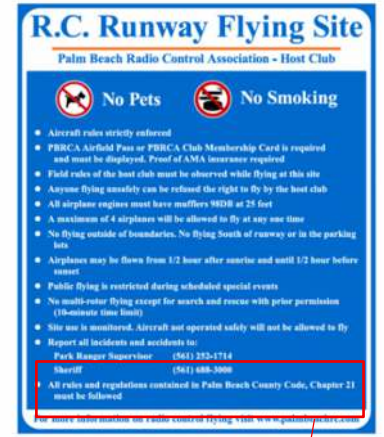 R.C. Runway Flying Site
Palm Beach Radio Control Association - Host Club
No Pets
No Smoking
• Aircraft rules strictly enforced
• PBRCA Airfield Pass or PBRCA Club Membership Card is required
and must be displayed. Proof of AMA insurance required
• Field rules of the host club must be observed while flying at this site
• Anyone flying unsafely can be refused the right to fly by the host club
• All airplane engines must have mufflers 98DB at 25 feet
• A maximum of 4 airplanes will be allowed to fly at any one time
• No flying outside of boundaries. No flying South of runway or in the parking
lots
• Airplanes may be flown from 1/2 hour after sunrise and until 1/2 hour before
sunset
• Public flying is restricted during scheduled special events
• No multi-rotor flying except for search and rescue with prior permission
(10-minute time limit)
• Site use is monitored. Aircraft not operated safely will not be allowed to fly
• Report all incidents and accidents to:
Park Ranger Supervisor (561) 252-1714
Sheriff (561) 688-3000
• All rules and regulations contained in Palm Beach County Code, Chapter 21
must be followed
For more information on radio control flying visit www.palmbeachrc.com